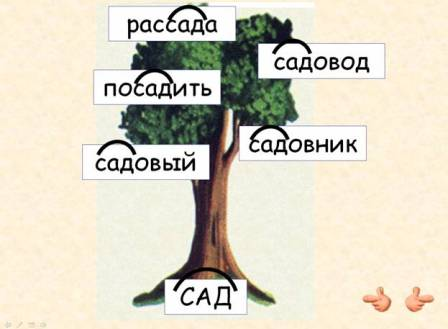 рассада
садовод
посадить
садовник
садовый
САД